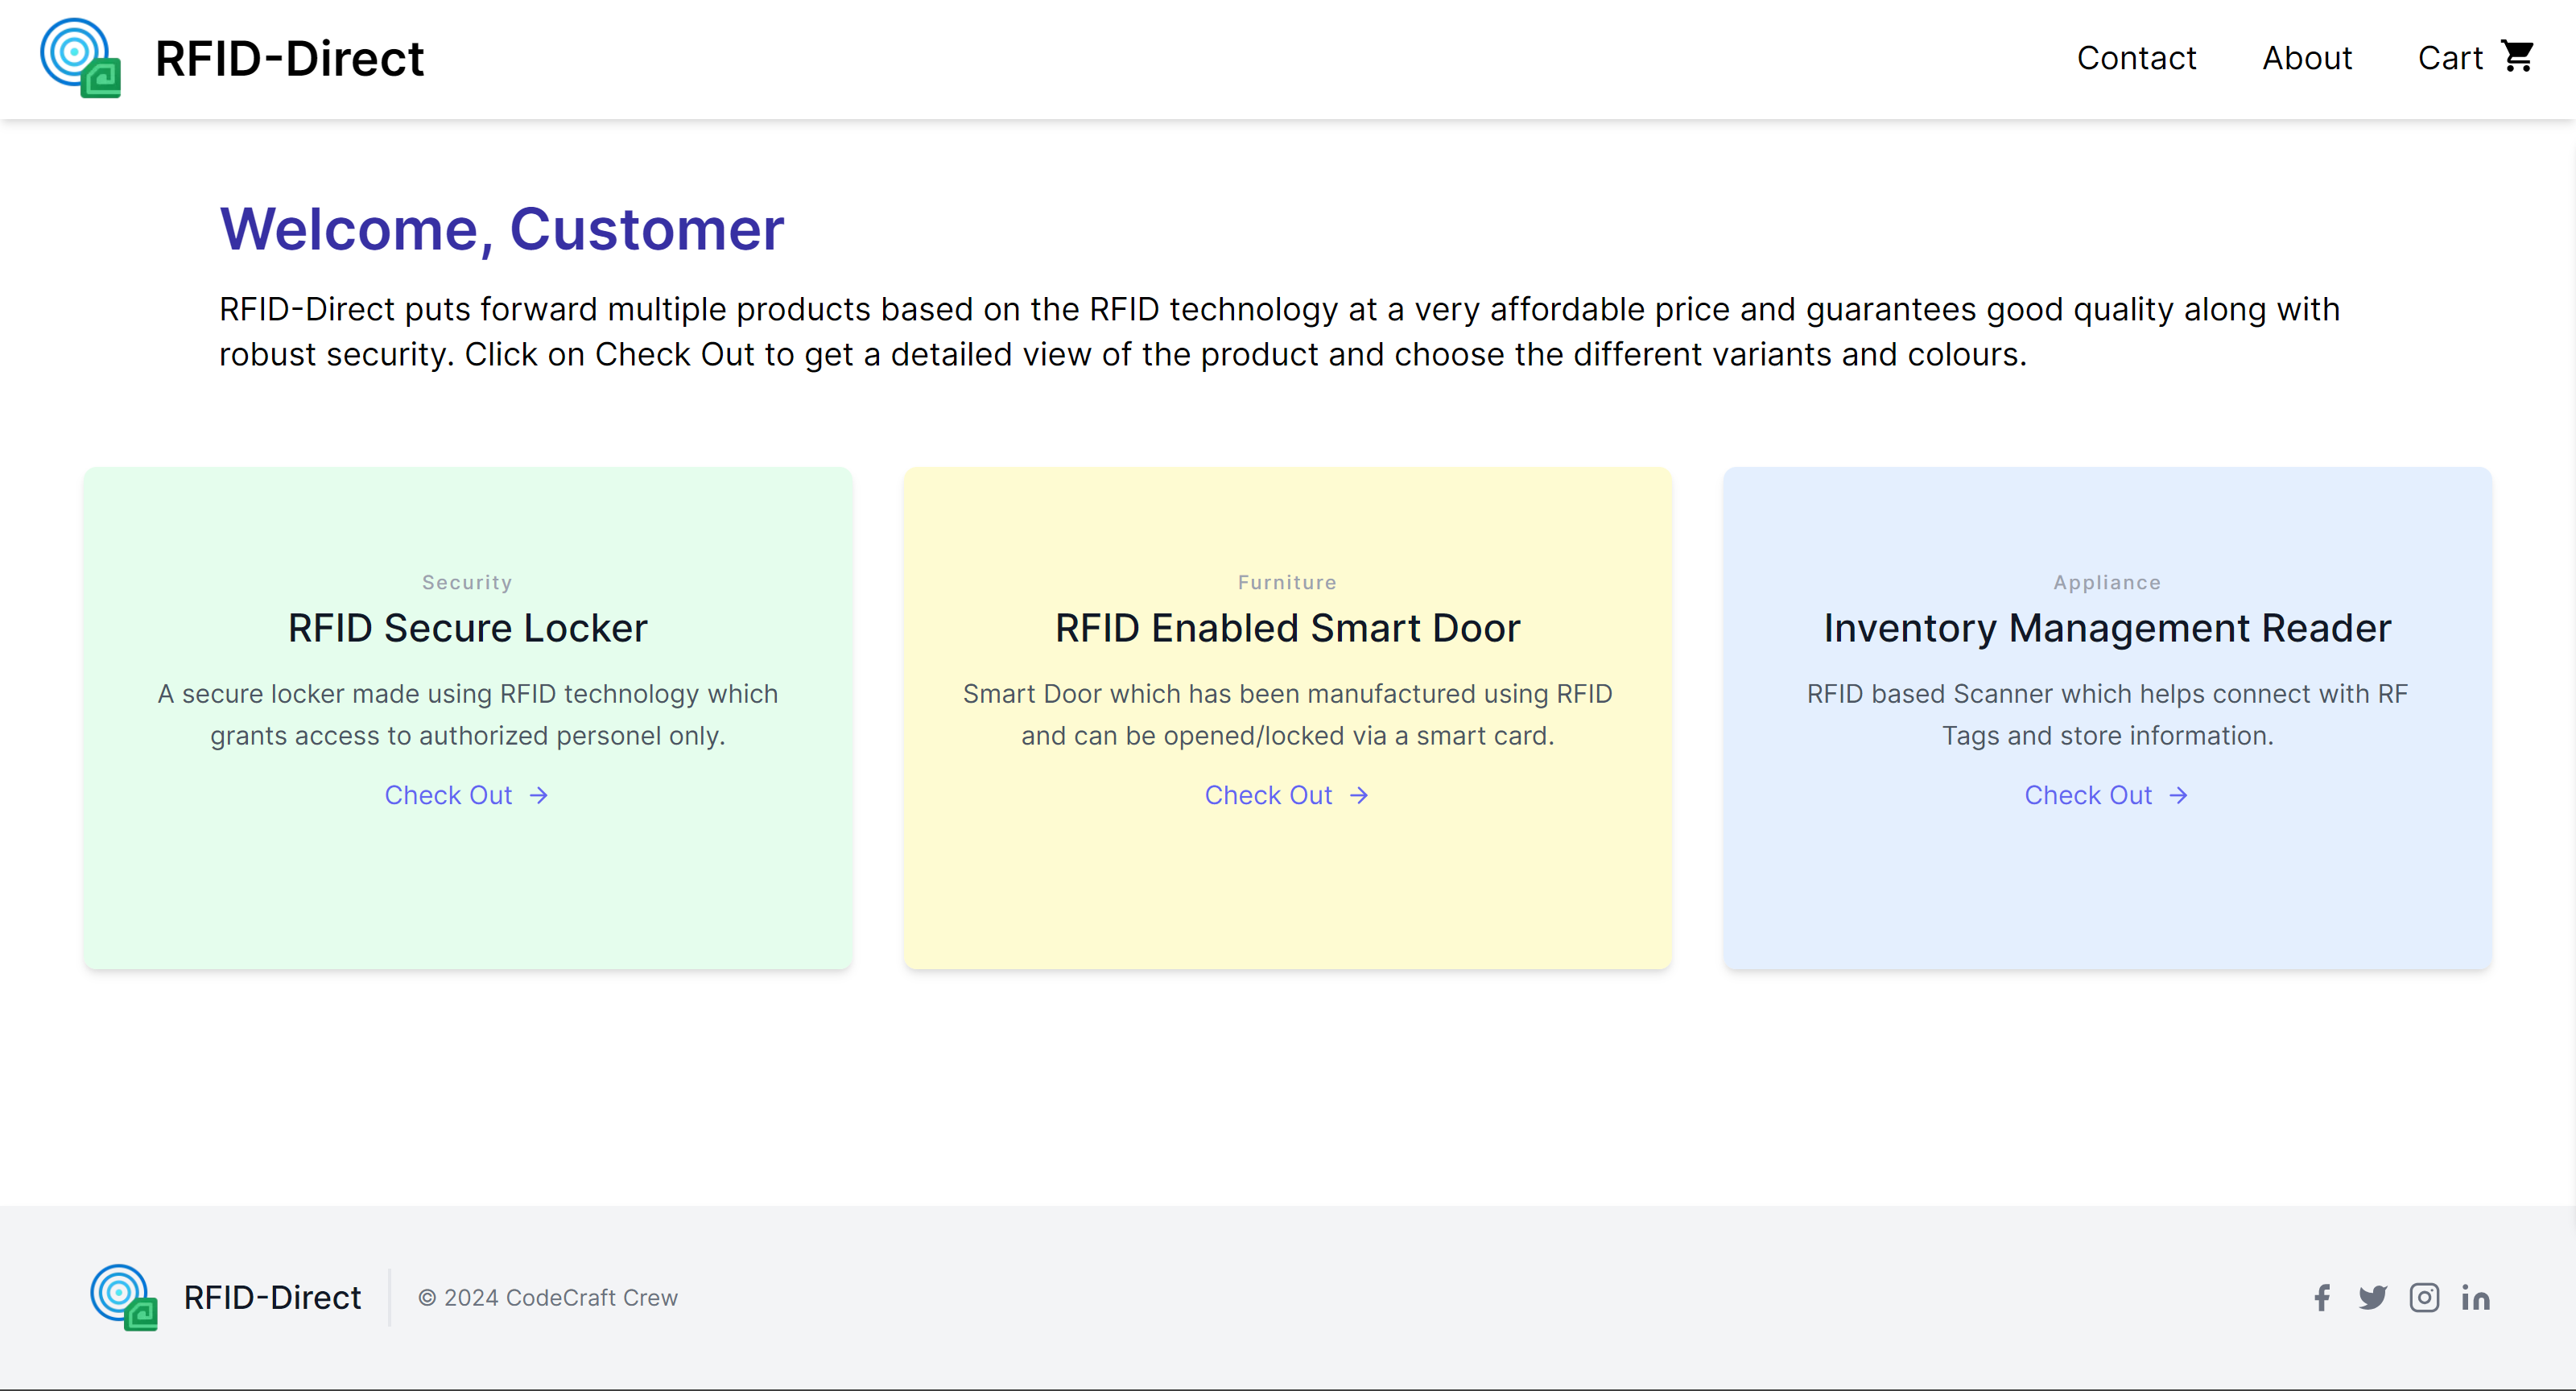 RFID-Direct
Contact
About
Cart
Welcome, Customer
RFID-Direct puts forward multiple products based on the RFID technology at a very affordable price and guarantees good quality along with
robust security. Click on Check Out to get a detailed view of the product and choose the different variants and colours.
Security
RFID Secure Locker
A secure locker made using RFID technology which
grants access to authorized personel only.
Check Out →
Furniture
RFID Enabled Smart Door
Smart Door which has been manufactured using RFID
and can be opened/locked via a smart card.
Check Out →
Appliance
Inventory Management Reader
RFID based Scanner which helps connect with RF
Tags and store information.
Check Out →
RFID-Direct
© 2024 CodeCraft Crew